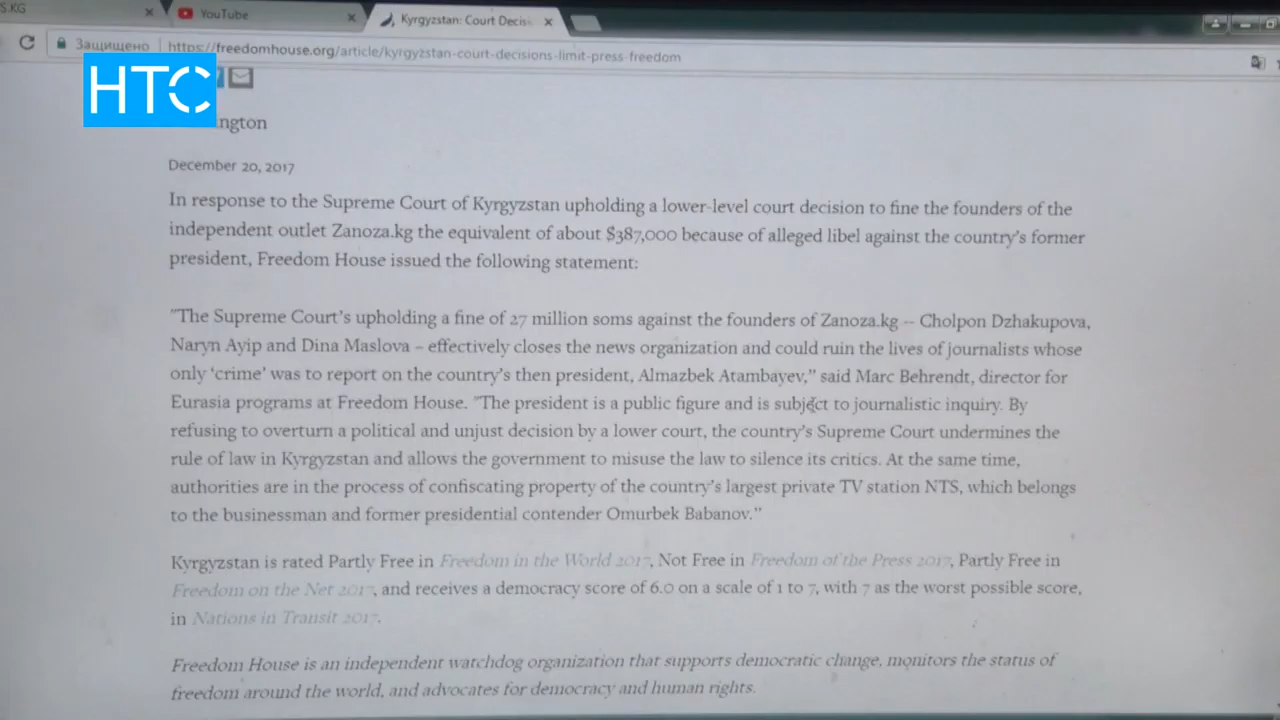 S.KG
YouTube
Kyrgyzstan: Court Decisi
Защищено
https://freedomhouse.org/article/kyrgyzstan-court-decisions-limit-press-freedom
НТС
ngton
December 20, 2017
In response to the Supreme Court of Kyrgyzstan upholding a lower-level court decision to fine the founders of the
independent outlet Zanoza.kg the equivalent of about $387,000 because of alleged libel against the country's former
president, Freedom House issued the following statement:
"The Supreme Court's upholding a fine of 27 million soms against the founders of Zanoza.kg -- Cholpon Dzhakupova,
Naryn Ayip and Dina Maslova – effectively closes the news organization and could ruin the lives of journalists whose
only 'crime' was to report on the country's then president, Almazbek Atambayev," said Marc Behrendt, director for
Eurasia programs at Freedom House. "The president is a public figure and is subject to journalistic inquiry. By
refusing to overturn a political and unjust decision by a lower court, the country's Supreme Court undermines the
rule of law in Kyrgyzstan and allows the government to misuse the law to silence its critics. At the same time,
authorities are in the process of confiscating property of the country's largest private TV station NTS, which belongs
to the businessman and former presidential contender Omurbek Babanov."
Kyrgyzstan is rated Partly Free in Freedom in the World 2017, Not Free in Freedom of the Press 2017, Partly Free in
Freedom on the Net 2017, and receives a democracy score of 6.0 on a scale of 1 to 7, with 7 as the worst possible score,
in Nations in Transit 2017.
Freedom House is an independent watchdog organization that supports democratic change, monitors the status of
freedom around the world, and advocates for democracy and human rights.